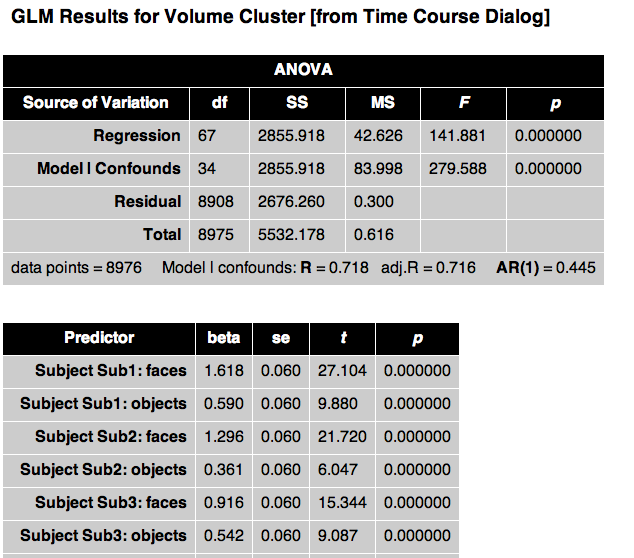 GLM Results for Volume Cluster [from Time Course Dialog]
ANOVA
Source of Variation df SS MS F p
Regression 67 2855.918 42.626 141.881 0.000000
Model I Confounds 34 2855.918 83.998 279.588 0.000000
Residual 8908 2676.260 0.300
Total 8975 5532.178 0.616
data points = 8976 Model I confounds: R = 0.718 adj.R = 0.716 AR(1) = 0.445
Predictor beta se t p
Subject Sub1: faces 1.618 0.060 27.104 0.000000
Subject Sub1: objects 0.590 0.060 9.880 0.000000
Subject Sub2: faces 1.296 0.060 21.720 0.000000
Subject Sub2: objects 0.361 0.060 6.047 0.000000
Subject Sub3: faces 0.916 0.060 15.344 0.000000
Subject Sub3: objects 0.542 0.060 9.087 0.000000